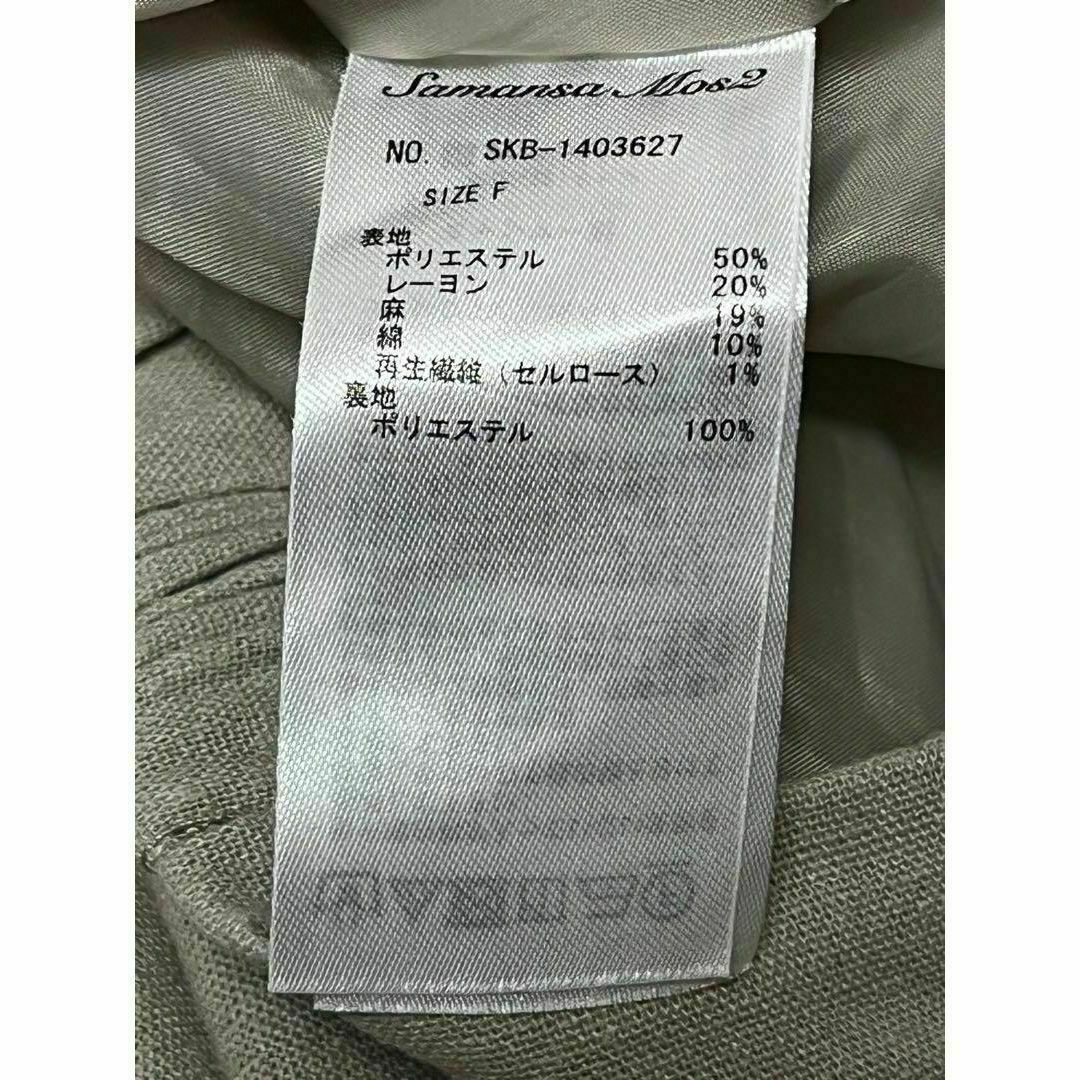 Samansa Mos2
NO. SKB-1403627
SIZE F
表地
ポリエステル 50%
レーヨン 20%
麻 19%
綿 10%
再生繊維(セルロース) 1%
裏地
ポリエステル 100%